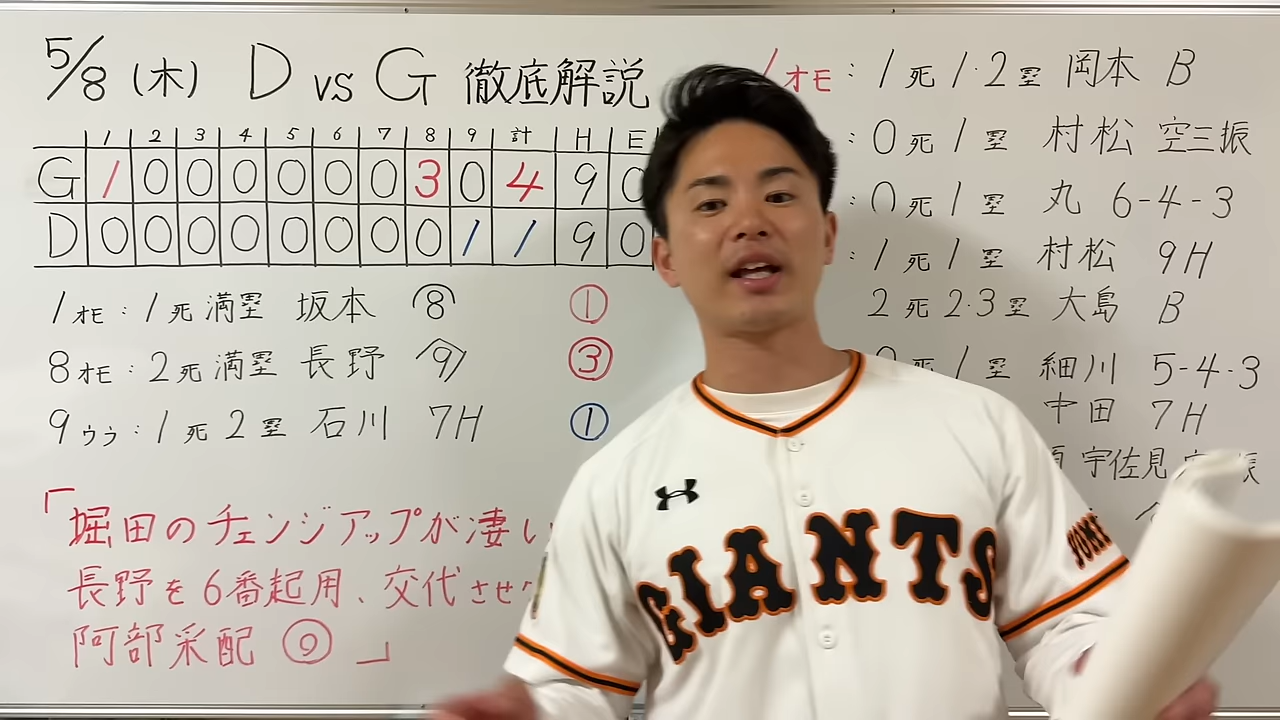 5/8 (木) D vs G 徹底解説
1 2 3 4 5 6 7 8 9 計 H E
G 1 0 0 0 0 0 0 3 0 4 9 0
D 0 0 0 0 0 0 0 0 1 1 9 0
1ォモ:1死満塁 坂本 8 ①
8ォモ:2死満塁 長野 9 ③
9ゥラ:1死2塁 石川 7H ①
「堀田のチェンジアップが凄い
長野を6番起用、交代させ
阿部采配 ⑨」
1ォモ:1死1・2塁 岡本 B
:0死1塁 村松 空三振
:0死1塁 丸 6-4-3
:1死1塁 村松 9H
2死2・3塁 大島 B
死1塁 細川 5-4-3
中田 7H
宇佐見 振
GIANTS